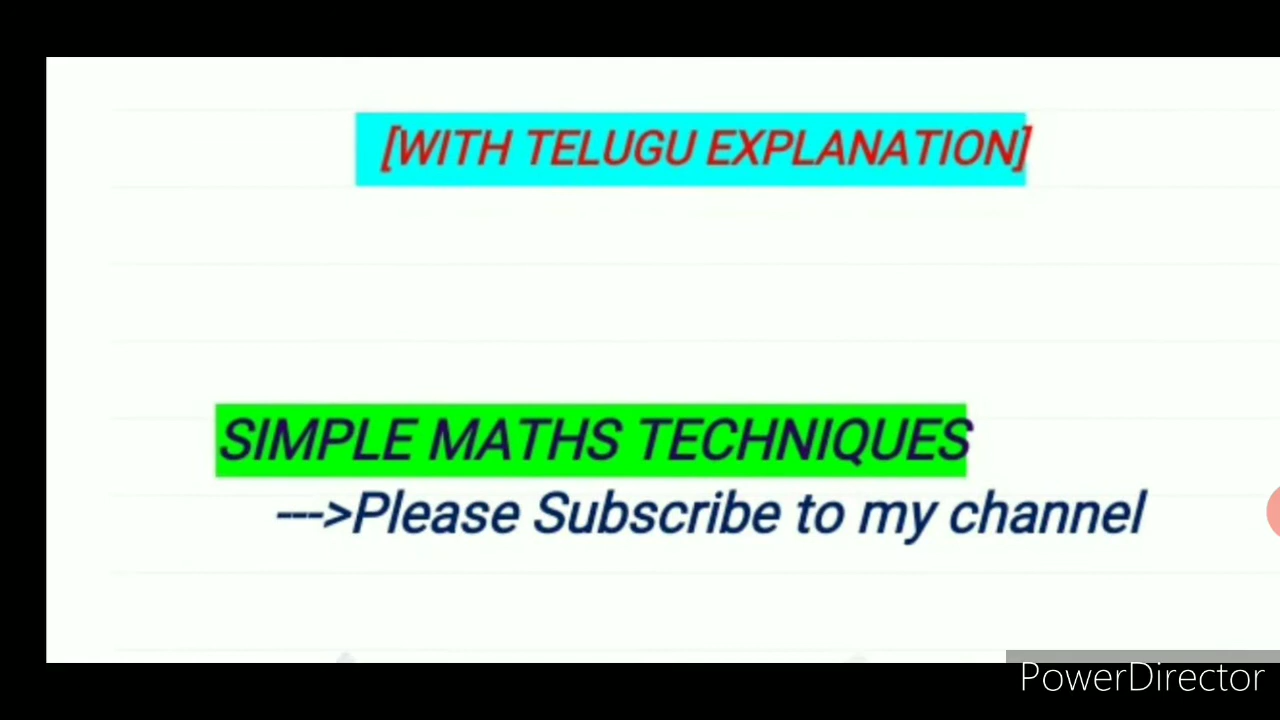 [WITH TELUGU EXPLANATION]
SIMPLE MATHS TECHNIQUES
--->Please Subscribe to my channel
PowerDirector